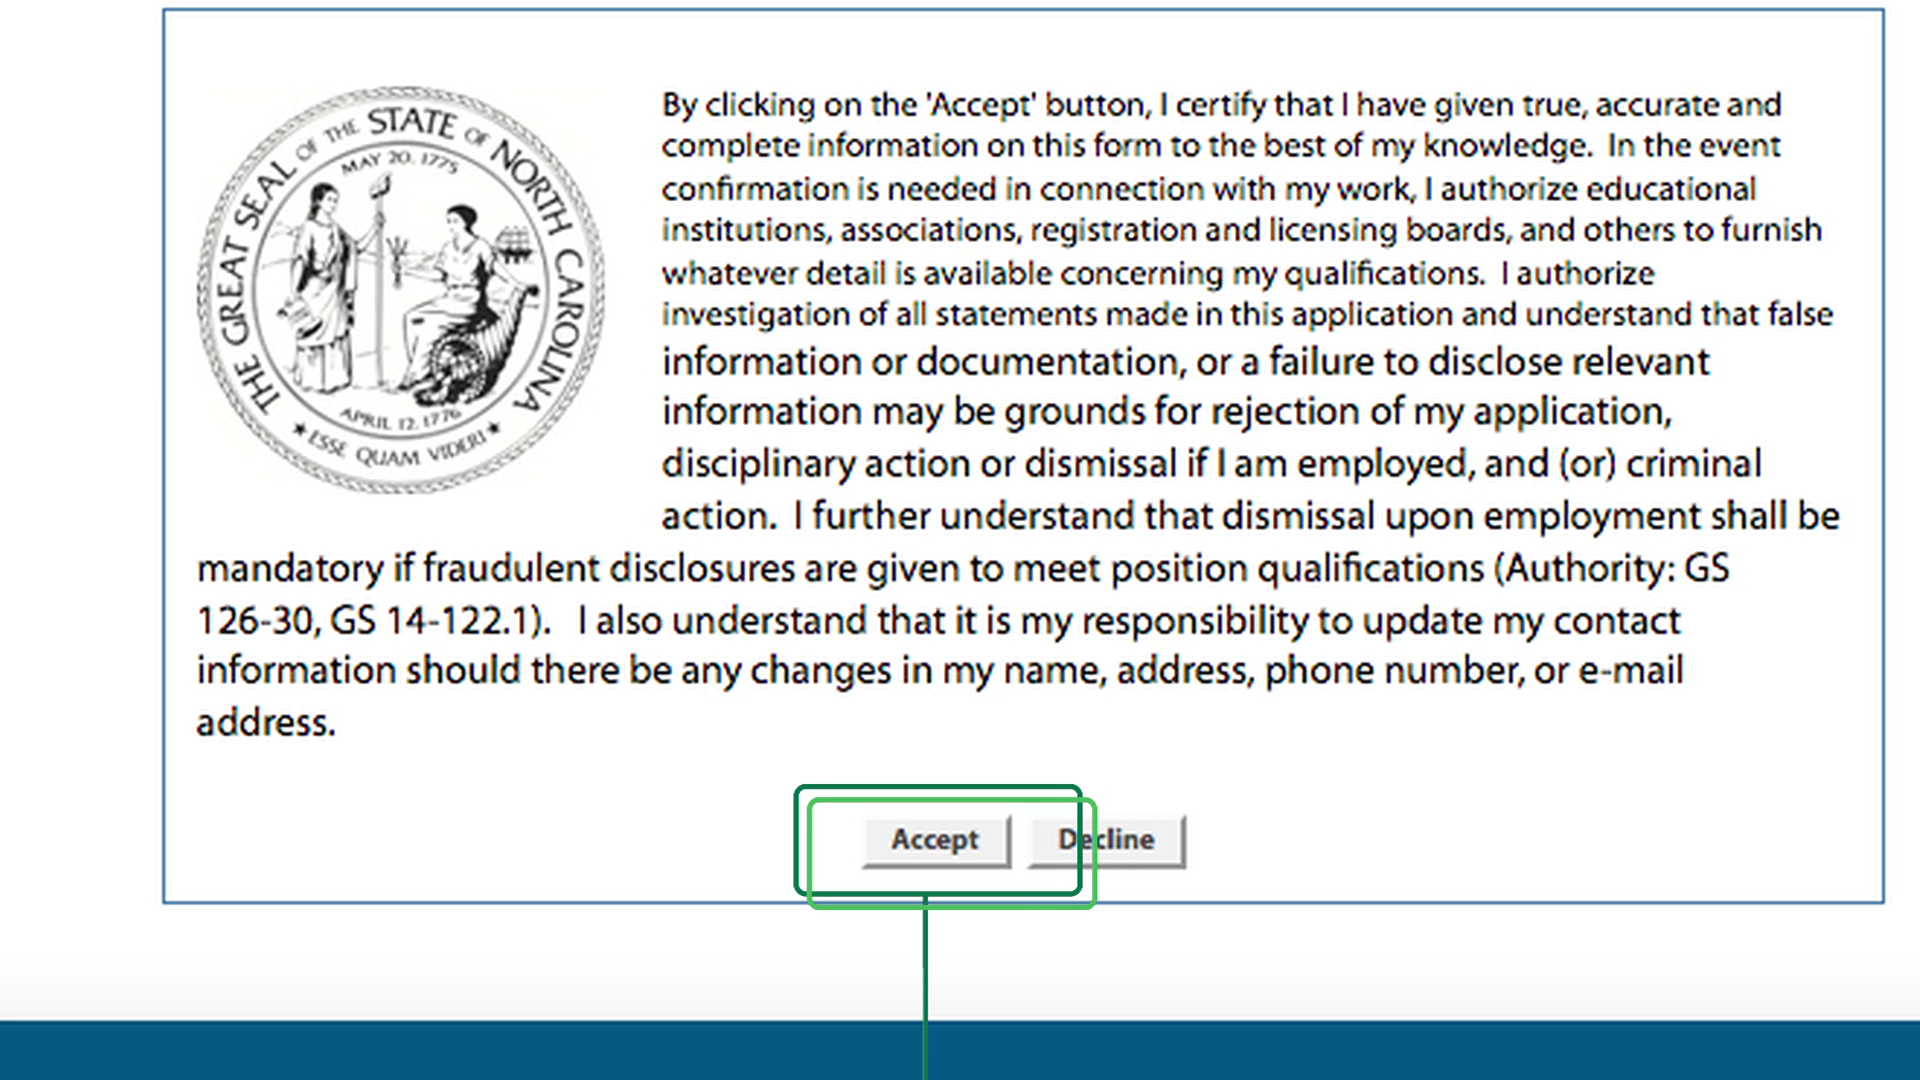 THE GREAT SEAL OF THE STATE OF NORTH CAROLINA
MAY 20, 1775
APRIL 12, 1776
★ ESSE QUAM VIDERI ★
By clicking on the 'Accept' button, I certify that I have given true, accurate and
complete information on this form to the best of my knowledge.  In the event
confirmation is needed in connection with my work, I authorize educational
institutions, associations, registration and licensing boards, and others to furnish
whatever detail is available concerning my qualifications.  I authorize
investigation of all statements made in this application and understand that false
information or documentation, or a failure to disclose relevant
information may be grounds for rejection of my application,
disciplinary action or dismissal if I am employed, and (or) criminal
action.  I further understand that dismissal upon employment shall be
mandatory if fraudulent disclosures are given to meet position qualifications (Authority: GS
126-30, GS 14-122.1).   I also understand that it is my responsibility to update my contact
information should there be any changes in my name, address, phone number, or e-mail
address.
Accept Decline